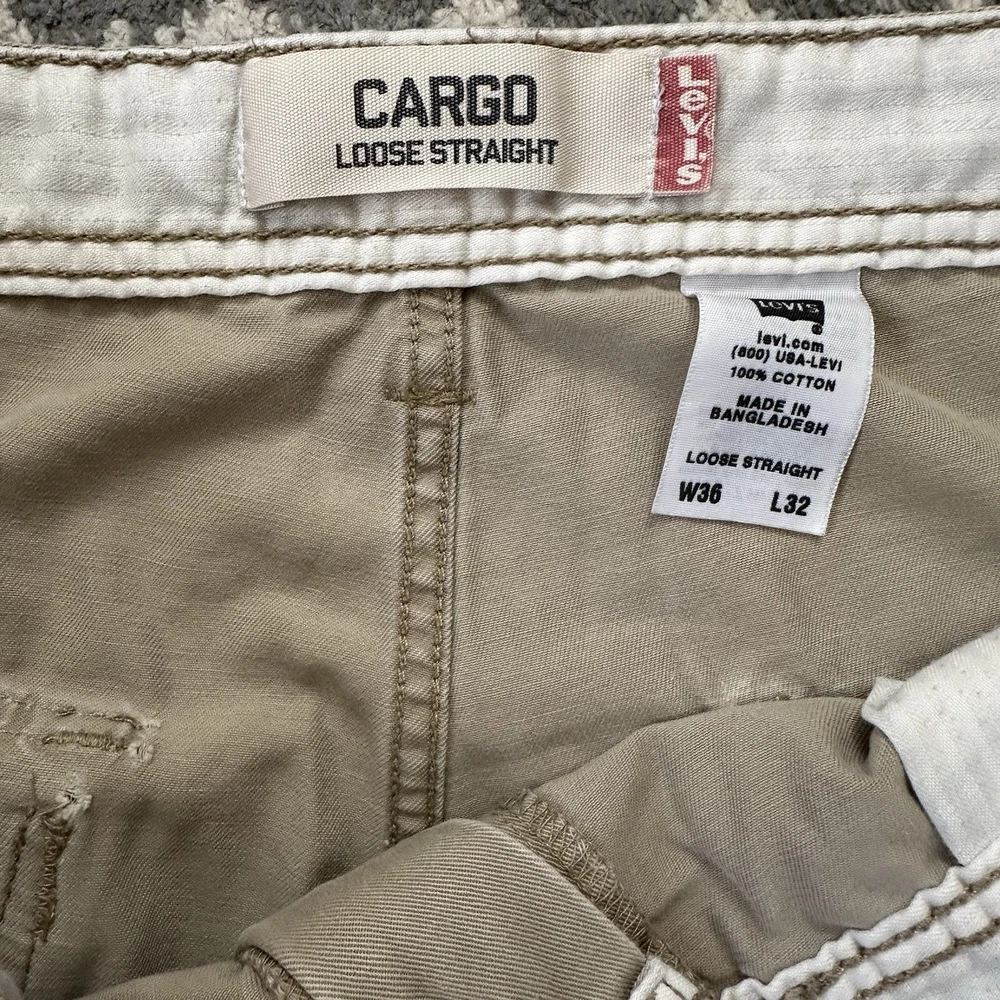 CARGO
LOOSE STRAIGHT
LeVI'S
LeVI'S
levi.com
(800) USA-LEVI
100% COTTON
MADE IN
BANGLADESH
LOOSE STRAIGHT
W36 L32